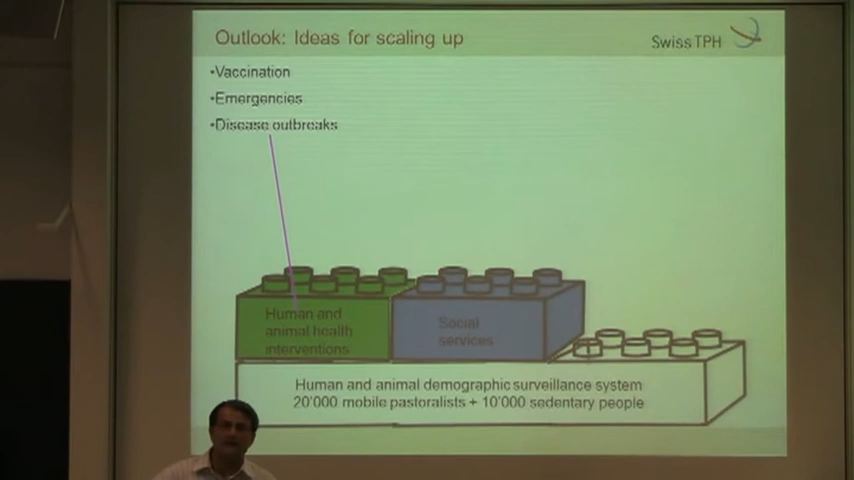 Outlook: Ideas for scaling up
Swiss TPH
•Vaccination
•Emergencies
•Disease outbreaks
Human and
animal health
interventions
Social
services
Human and animal demographic surveillance system
20'000 mobile pastoralists + 10'000 sedentary people